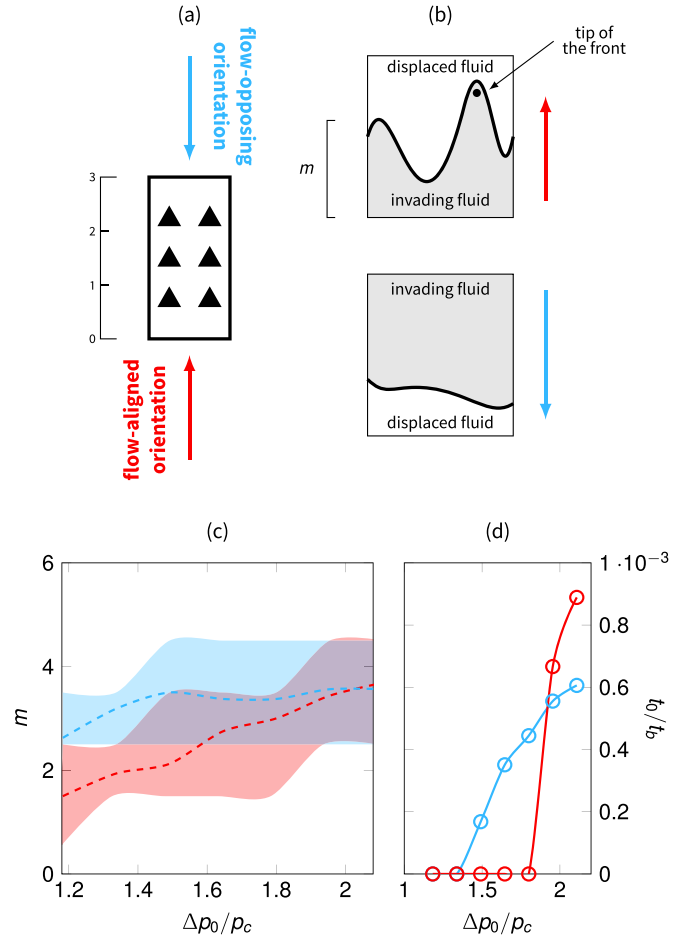 (a)
flow-opposing
orientation
3
2
1
0
flow-aligned
orientation
(b)
tip of
the front
displaced fluid
m
invading fluid
invading fluid
displaced fluid
(c)
6
4
2
0
m
1.2
1.4
1.6
1.8
2
Δp₀/p_c
(d)
1 ·10⁻³
0.8
0.6
0.4
0.2
0
t₀/t_b
1
1.5
2
Δp₀/p_c